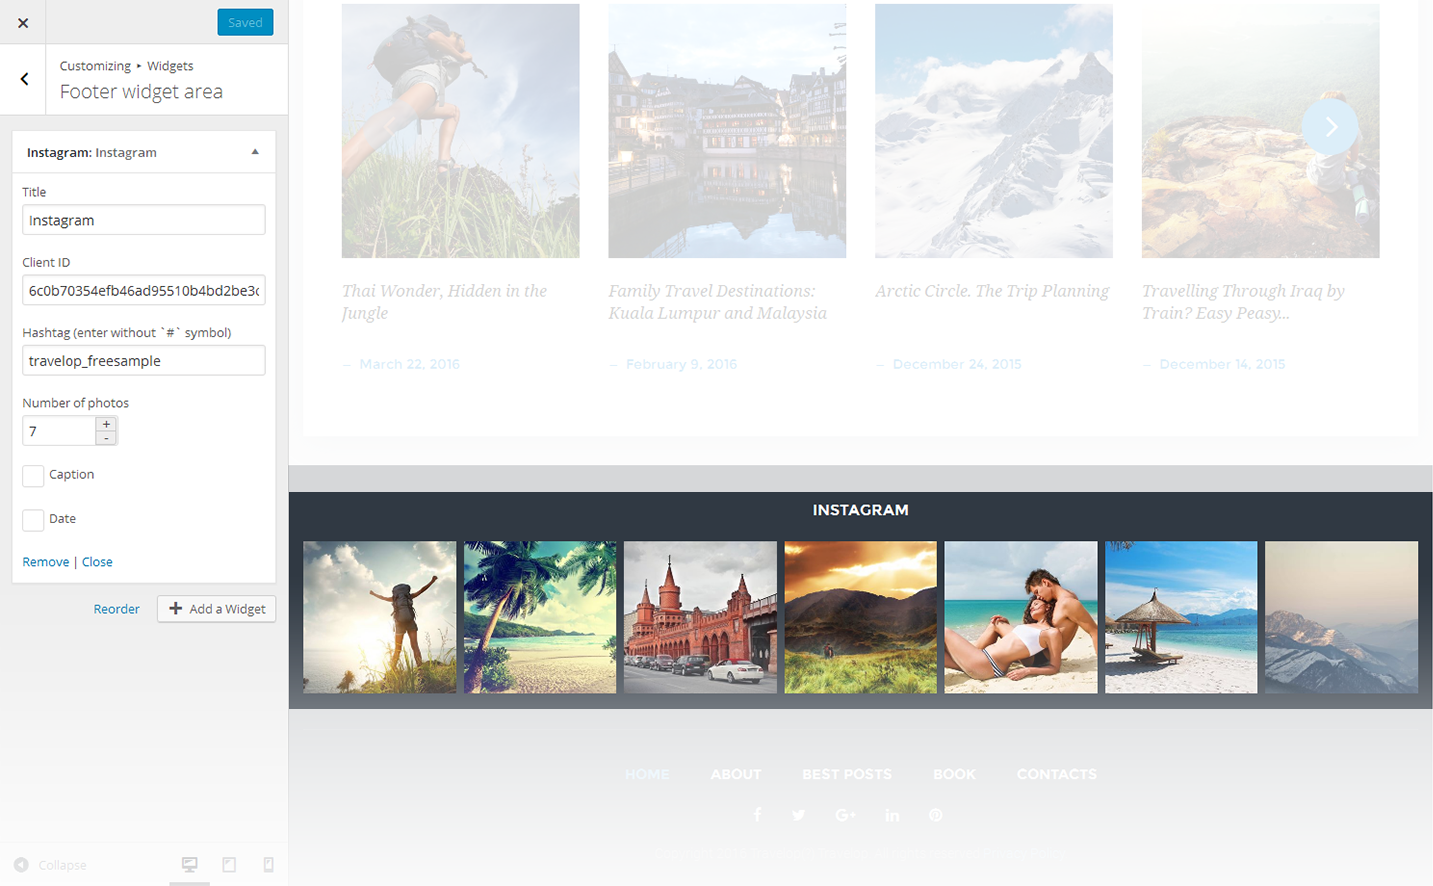 Saved
Customizing ▸ Widgets
Footer widget area
Instagram: Instagram
Title
Instagram
Client ID
6c0b70354efb46ad95510b4bd2be3c
Hashtag (enter without `#` symbol)
travelop_freesample
Number of photos
7
+
-
Caption
Date
Remove | Close
Reorder
Add a Widget
Collapse
Thai Wonder, Hidden in the
Jungle
— March 22, 2016
Family Travel Destinations:
Kuala Lumpur and Malaysia
— February 9, 2016
Arctic Circle. The Trip Planning
— December 24, 2015
Travelling Through Iraq by
Train? Easy Peasy...
— December 14, 2015
INSTAGRAM
HOME ABOUT BEST POSTS BOOK CONTACTS